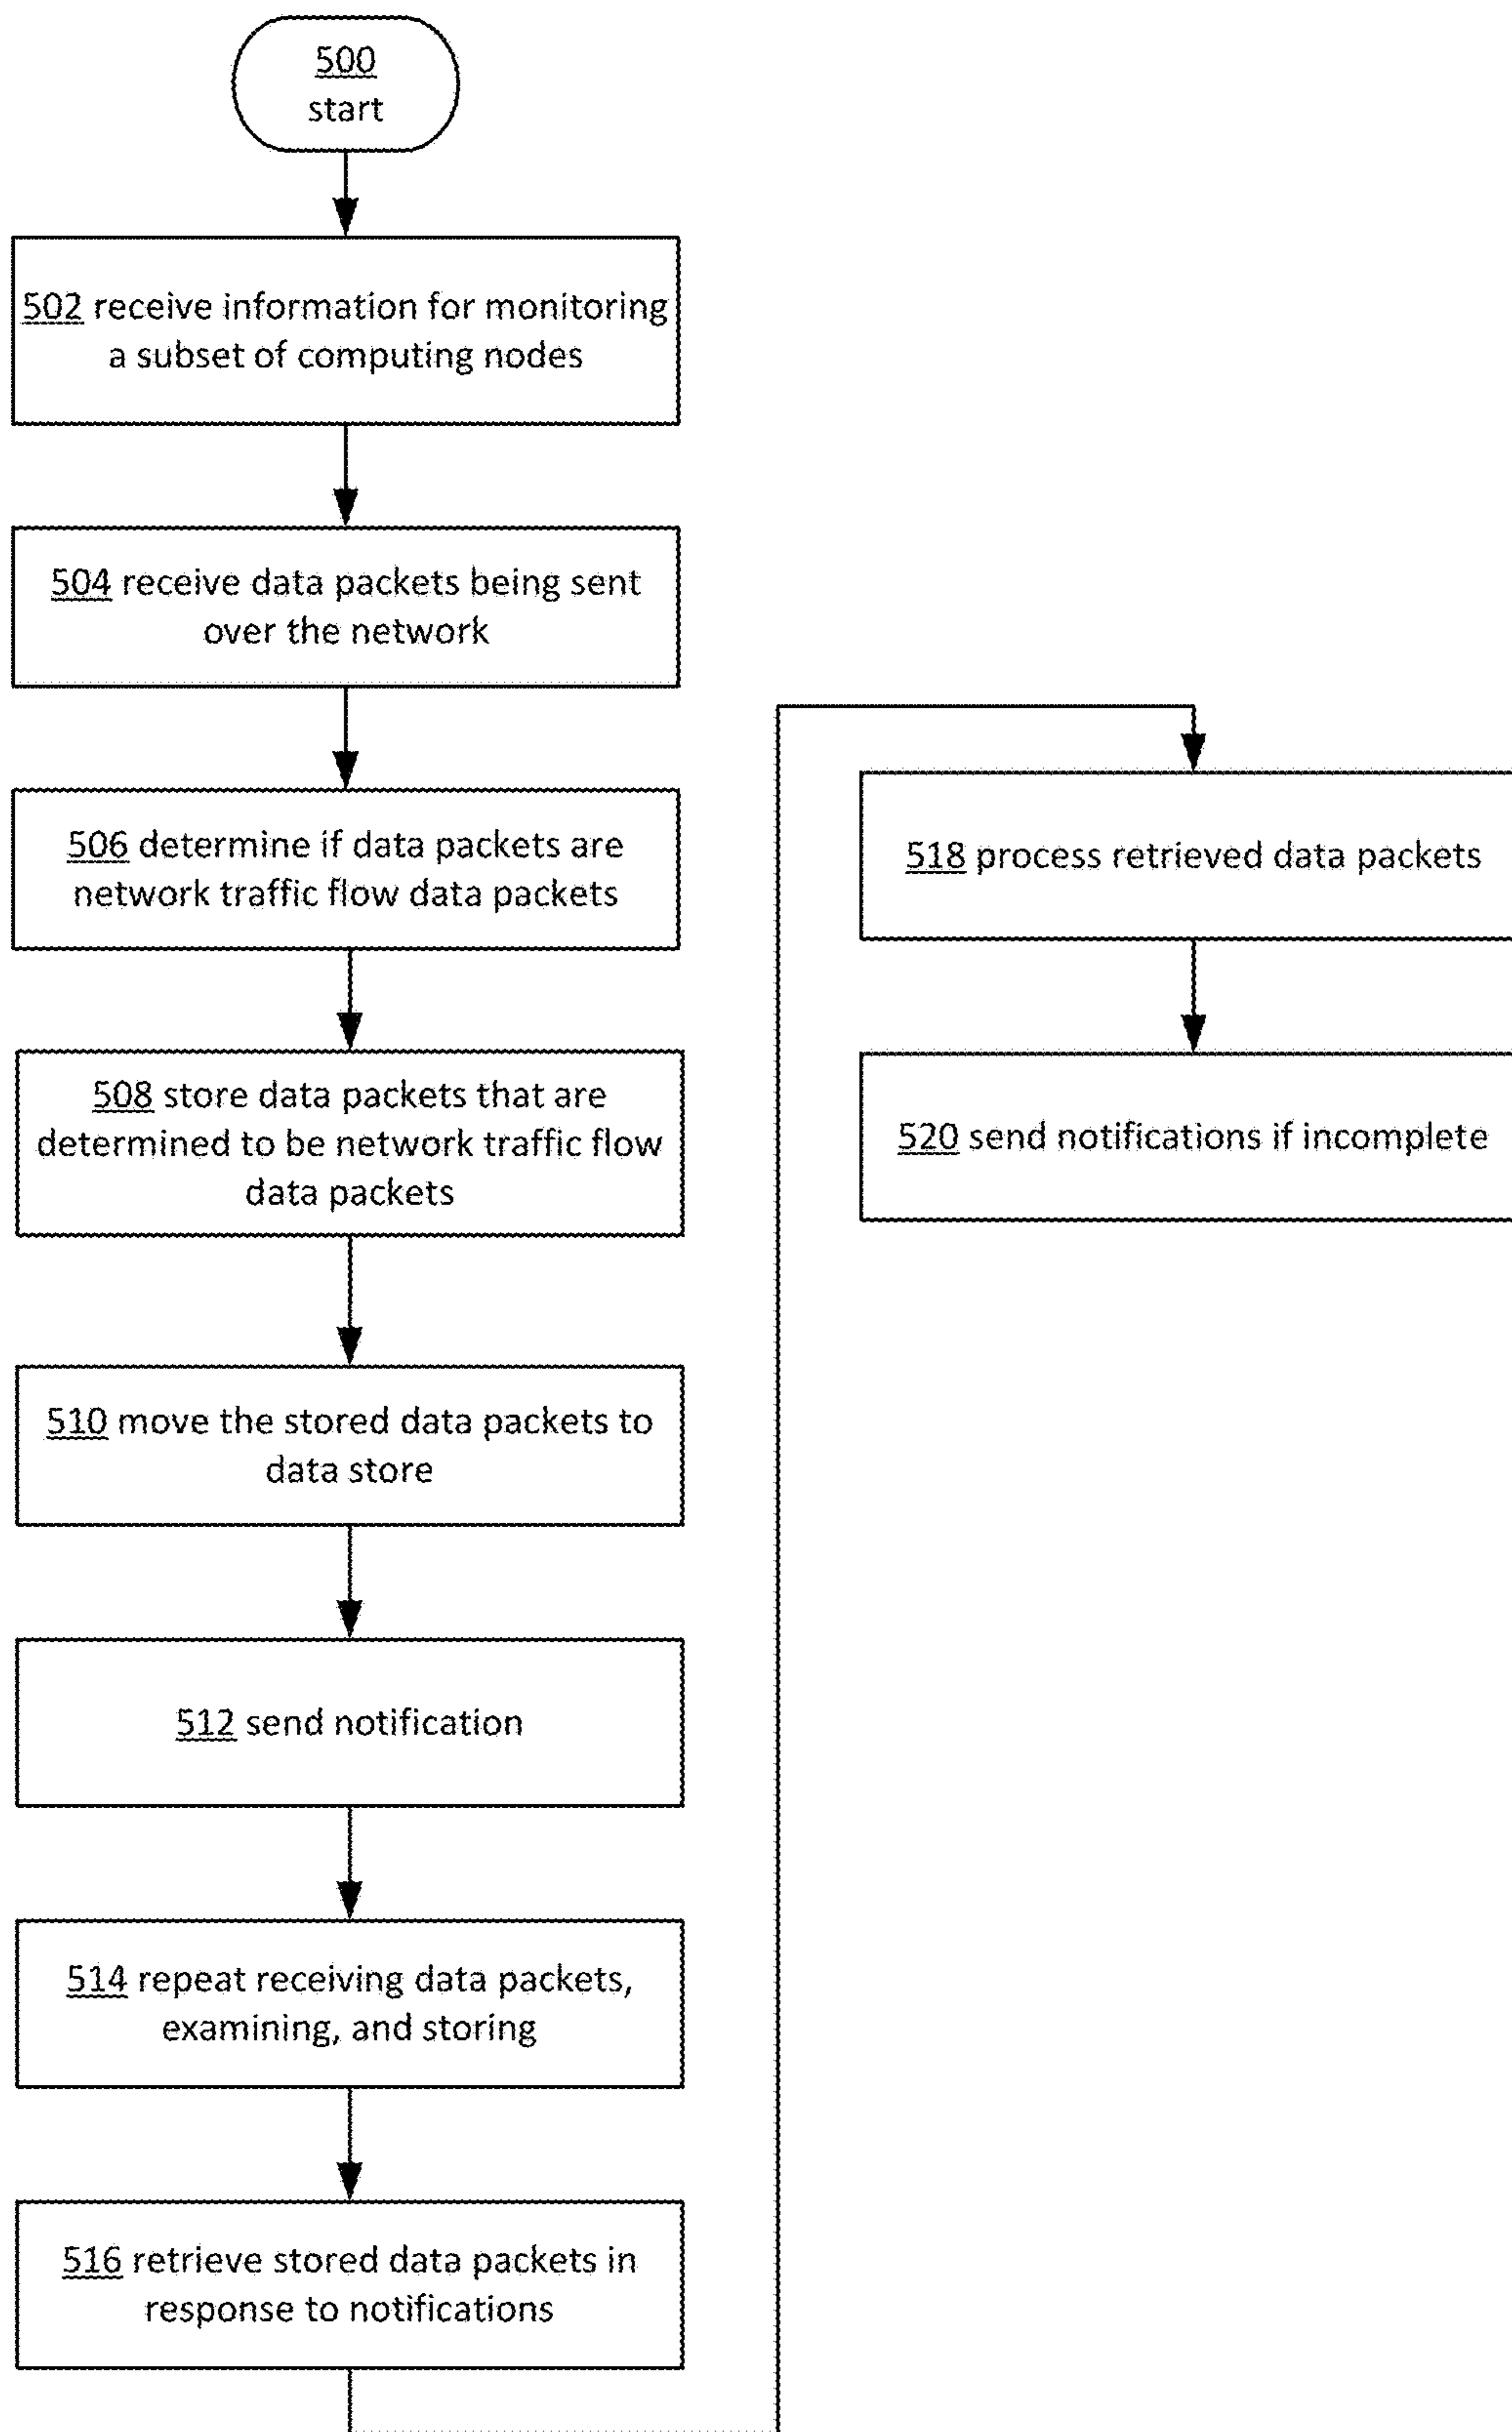 500
start
502 receive information for monitoring
a subset of computing nodes
504 receive data packets being sent
over the network
506 determine if data packets are
network traffic flow data packets
508 store data packets that are
determined to be network traffic flow
data packets
510 move the stored data packets to
data store
512 send notification
514 repeat receiving data packets,
examining, and storing
516 retrieve stored data packets in
response to notifications
518 process retrieved data packets
520 send notifications if incomplete